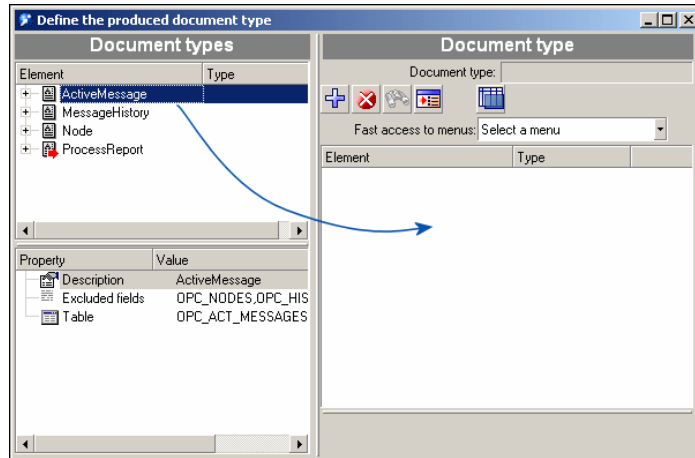 Define the produced document type
Document types
Element Type
ActiveMessage
MessageHistory
Node
ProcessReport
Property Value
Description ActiveMessage
Excluded fields OPC_NODES,OPC_HIS
Table OPC_ACT_MESSAGES
Document type
Document type:
Fast access to menus: Select a menu
Element Type